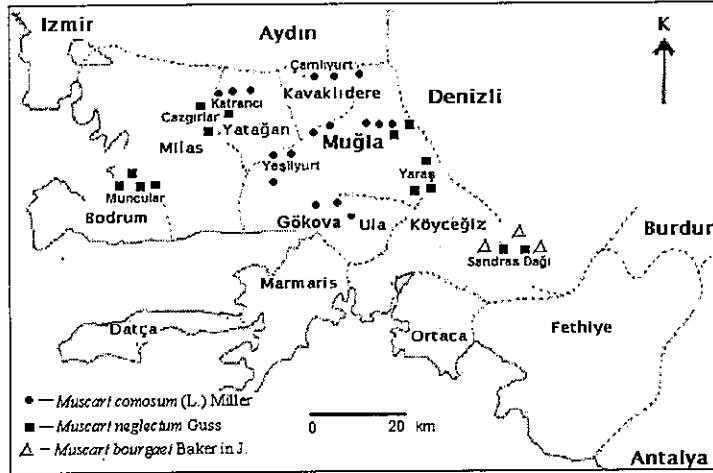 Izmir
Aydın
K
Çamlıyurt
Kavaklıdere
Denizli
Katrancı
Cazgırlar
Yatağan
Milas
Muğla
Yeşilyurt
Yaraş
Muncular
Bodrum
Gökova
Ula
Köyceğiz
Burdur
Sandras Dağı
Marmaris
Datça
Ortaca
Fethiye
● — Muscari comosum (L.) Miller
■ — Muscari neglectum Guss
△ — Muscari bourgaei Baker in J.
0 20 km
Antalya